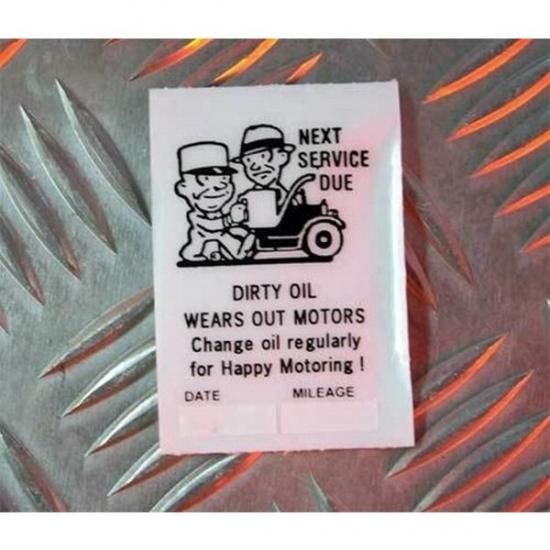 NEXT
SERVICE
DUE
DIRTY OIL
WEARS OUT MOTORS
Change oil regularly
for Happy Motoring !
DATE MILEAGE